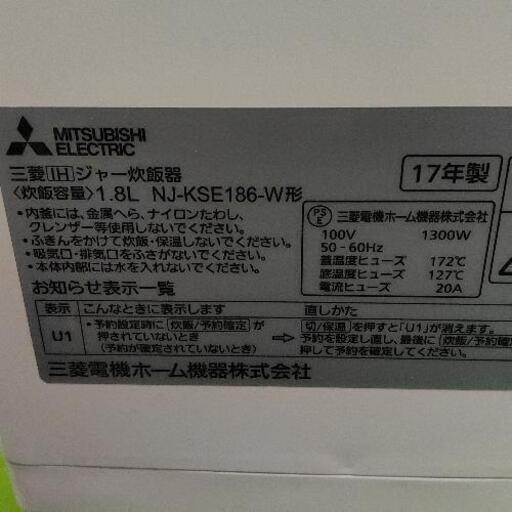 MITSUBISHI
ELECTRIC
三菱IHジャー炊飯器
〈炊飯容量〉1.8L NJ-KSE186-W形
17年製
・内釜には、金属へら、ナイロンたわし、
クレンザー等使用しないでください。
・ふきんをかけて炊飯・保温しないでください。
・吸気口・排気口をふさがないでください。
・本体内部には水を入れないでください。
PS
E
三菱電機ホーム機器株式会社
100V 1300W
50-60Hz
蓋温度ヒューズ 172℃
底温度ヒューズ 127℃
電流ヒューズ 20A
お知らせ表示一覧
表示 こんなときに表示します 直しかた
U1
・予約設定時に[炊飯/予約確定]が
押されていないとき
(予約が確定されていないとき)
→
[切/保温]を押すと「U1」が消えます。
予約を設定し直し、最後に[炊飯/予約確
押して予約を確定してください。
三菱電機ホーム機器株式会社